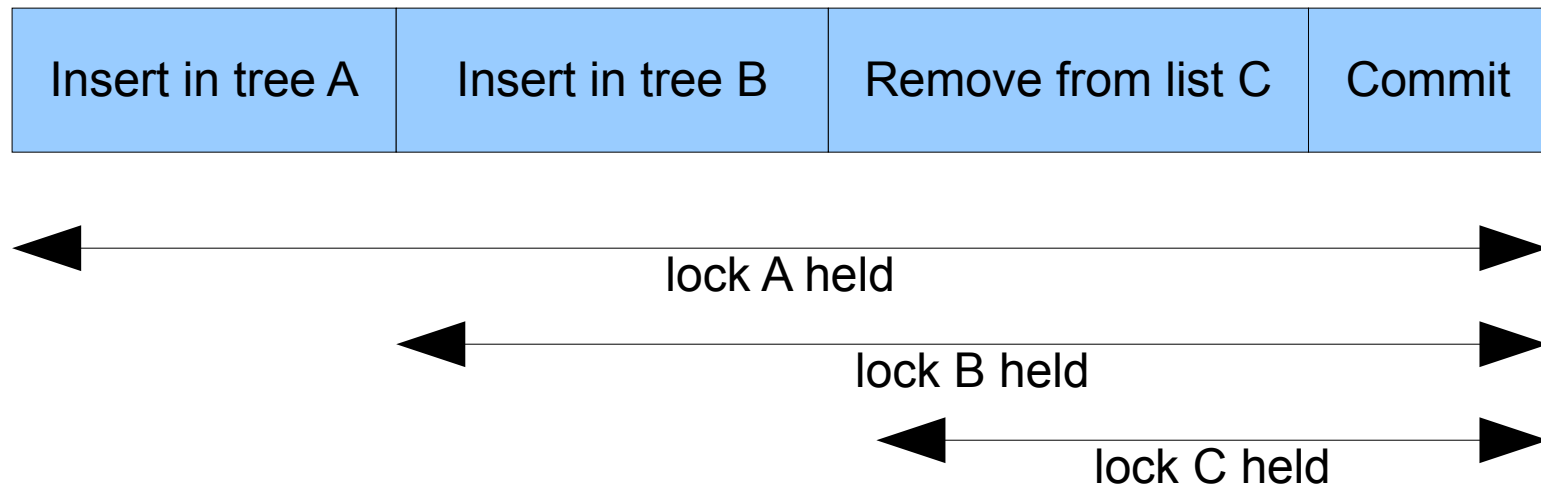 Insert in tree A Insert in tree B Remove from list C Commit
lock A held
lock B held
lock C held